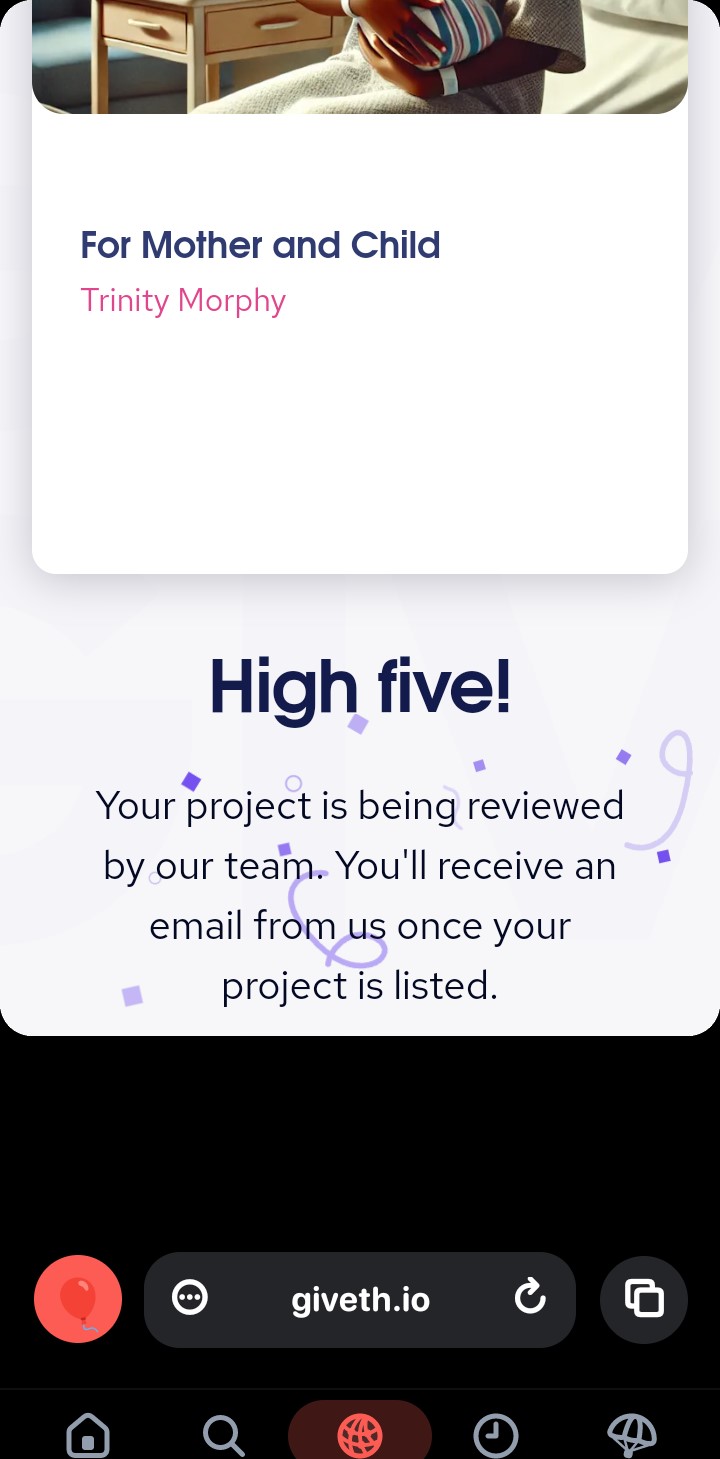 For Mother and Child
Trinity Morphy
High five!
Your project is being reviewed
by our team. You'll receive an
email from us once your
project is listed.
giveth.io